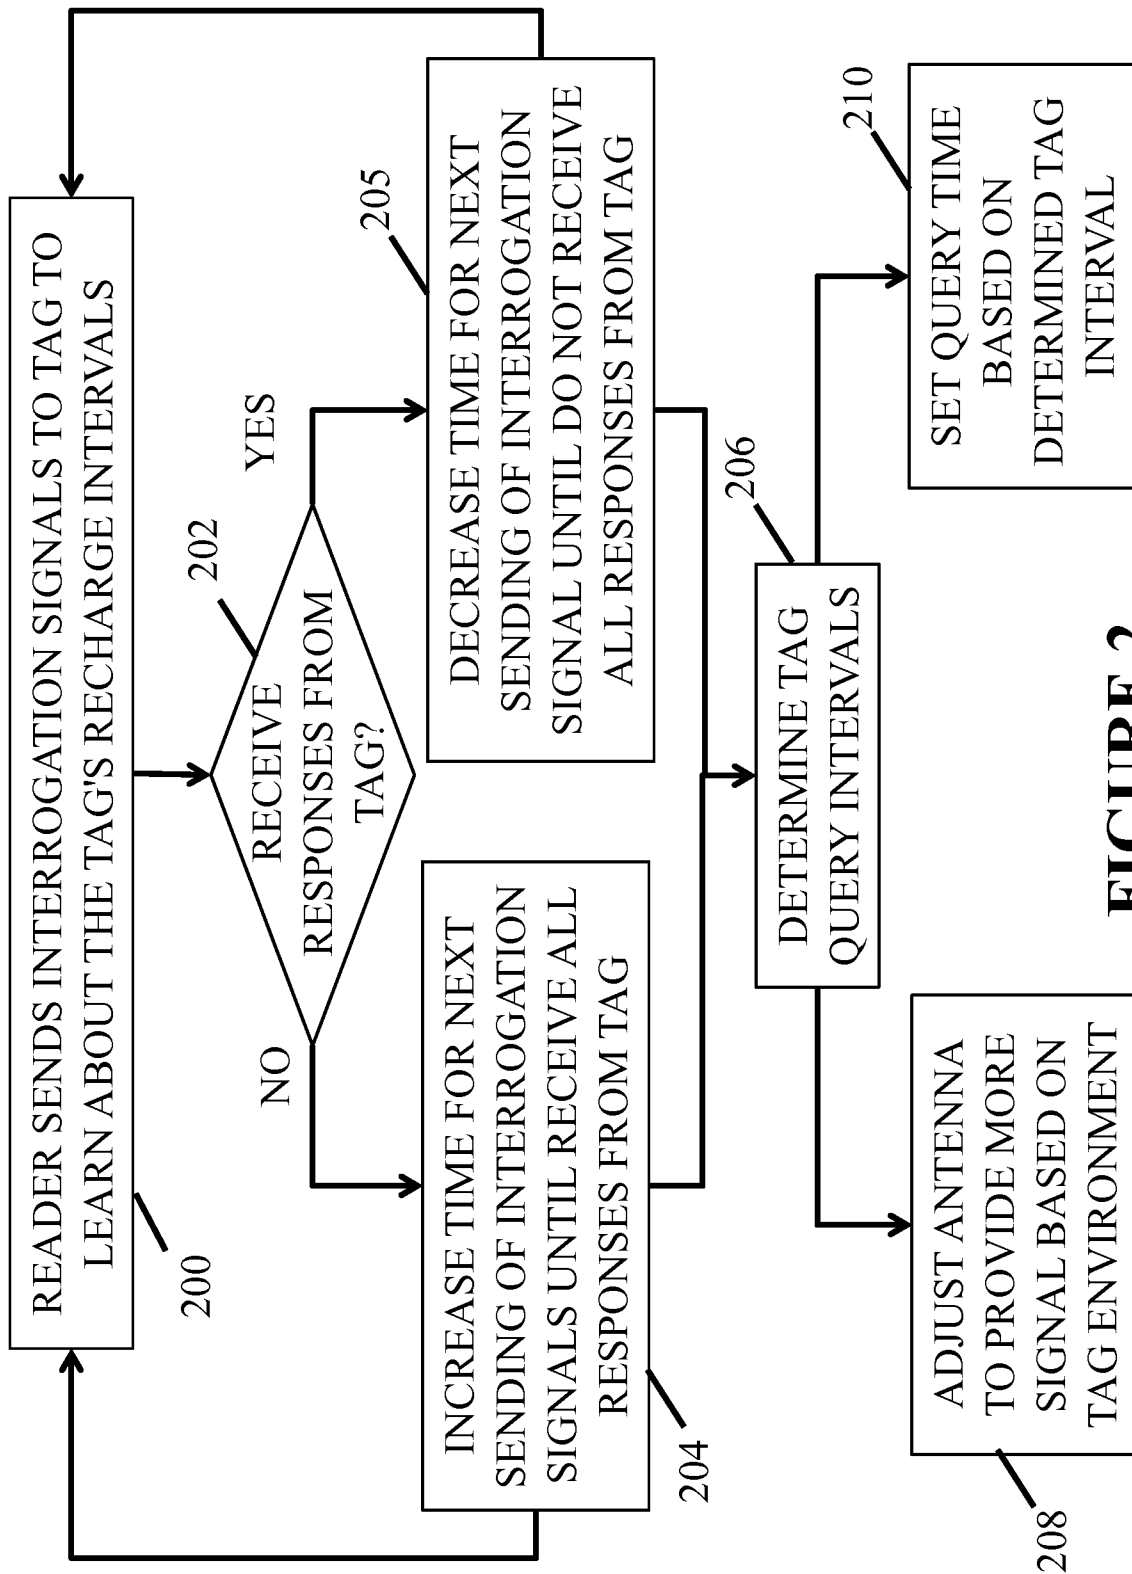 READER SENDS INTERROGATION SIGNALS TO TAG TO
LEARN ABOUT THE TAG'S RECHARGE INTERVALS
200
202
RECEIVE
RESPONSES FROM
TAG?
NO
YES
INCREASE TIME FOR NEXT
SENDING OF INTERROGATION
SIGNALS UNTIL RECEIVE ALL
RESPONSES FROM TAG
204
205
DECREASE TIME FOR NEXT
SENDING OF INTERROGATION
SIGNAL UNTIL DO NOT RECEIVE
ALL RESPONSES FROM TAG
206
DETERMINE TAG
QUERY INTERVALS
208
ADJUST ANTENNA
TO PROVIDE MORE
SIGNAL BASED ON
TAG ENVIRONMENT
210
SET QUERY TIME
BASED ON
DETERMINED TAG
INTERVAL
FIGURE 2